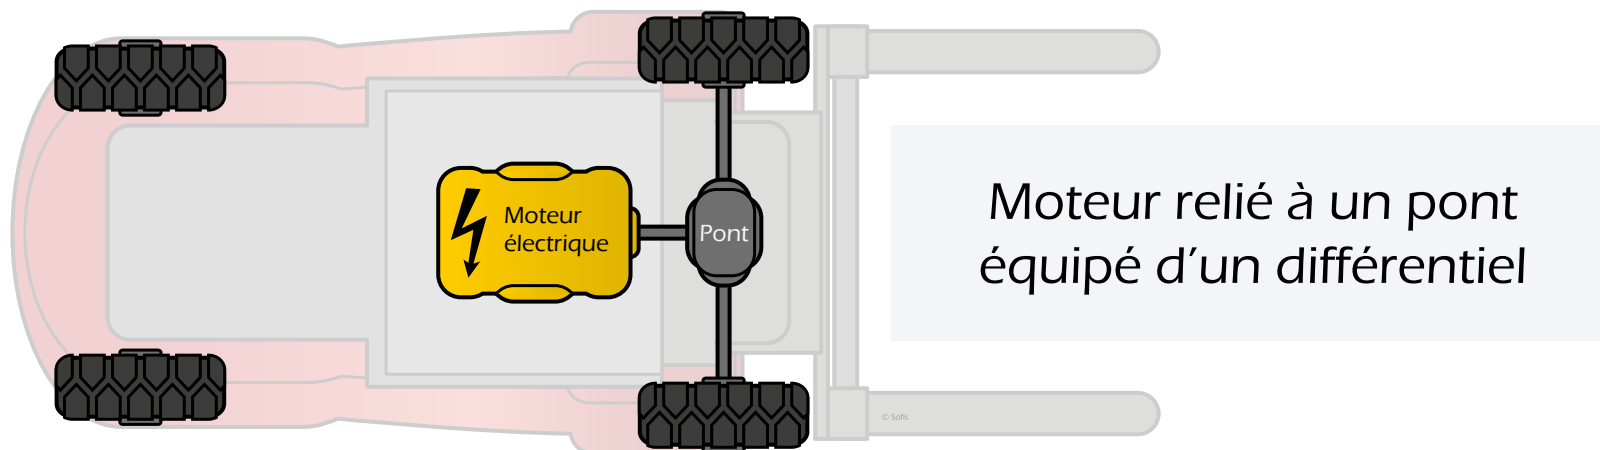 Moteur
électrique
Pont
Moteur relié à un pont
équipé d'un différentiel
© Sofis